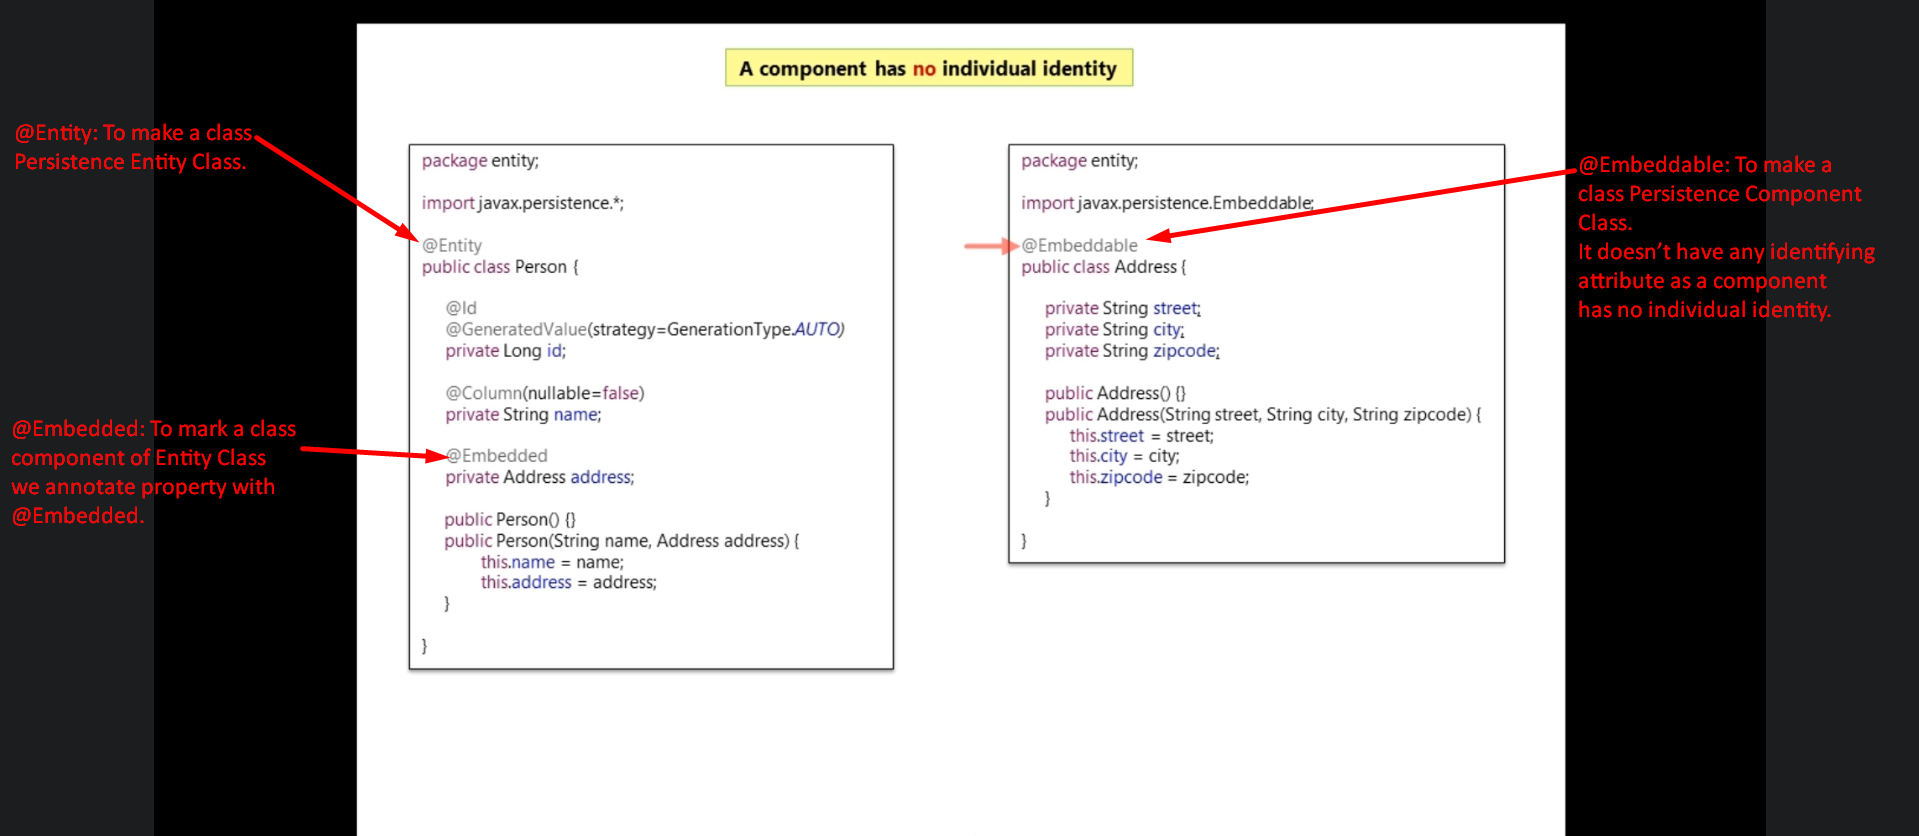 A component has no individual identity
@Entity: To make a class
Persistence Entity Class.
@Embedded: To mark a class
component of Entity Class
we annotate property with
@Embedded.
package entity;
import javax.persistence.*;
@Entity
public class Person {
@Id
@GeneratedValue(strategy=GenerationType.AUTO)
private Long id;
@Column(nullable=false)
private String name;
@Embedded
private Address address;
public Person() {}
public Person(String name, Address address) {
this.name = name;
this.address = address;
}
}
package entity;
import javax.persistence.Embeddable;
@Embeddable
public class Address {
private String street;
private String city;
private String zipcode;
public Address() {}
public Address(String street, String city, String zipcode) {
this.street = street;
this.city = city;
this.zipcode = zipcode;
}
}
@Embeddable: To make a
class Persistence Component
Class.
It doesn't have any identifying
attribute as a component
has no individual identity.